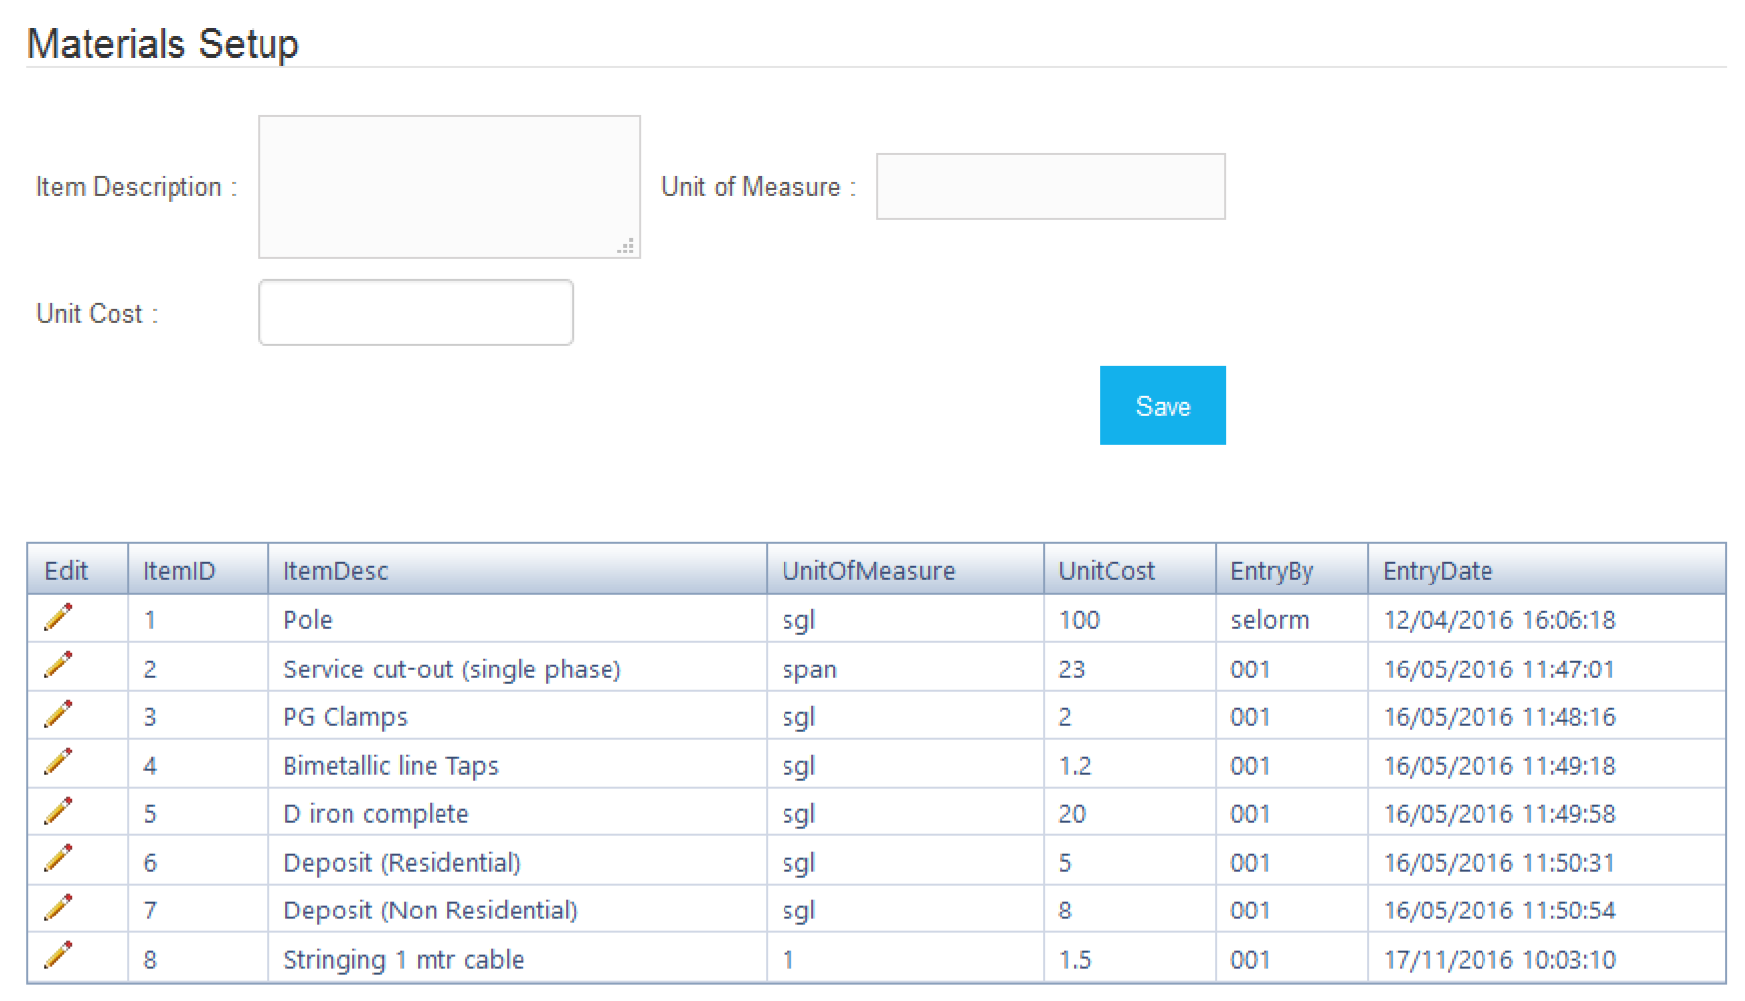 Materials Setup
Item Description :
Unit of Measure :
Unit Cost :
Save
Edit ItemID ItemDesc UnitOfMeasure UnitCost EntryBy EntryDate
1 Pole sgl 100 selorm 12/04/2016 16:06:18
2 Service cut-out (single phase) span 23 001 16/05/2016 11:47:01
3 PG Clamps sgl 2 001 16/05/2016 11:48:16
4 Bimetallic line Taps sgl 1.2 001 16/05/2016 11:49:18
5 D iron complete sgl 20 001 16/05/2016 11:49:58
6 Deposit (Residential) sgl 5 001 16/05/2016 11:50:31
7 Deposit (Non Residential) sgl 8 001 16/05/2016 11:50:54
8 Stringing 1 mtr cable 1 1.5 001 17/11/2016 10:03:10